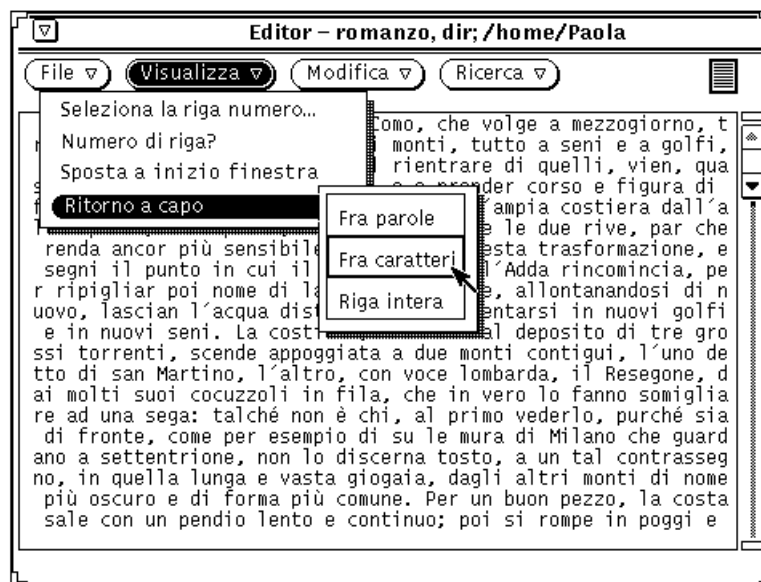 Editor – romanzo, dir; /home/Paola
File Visualizza Modifica Ricerca
Seleziona la riga numero...
Numero di riga?
Sposta a inizio finestra
Ritorno a capo
Fra parole
Fra caratteri
Riga intera
Como, che volge a mezzogiorno, t
monti, tutto a seni e a golfi,
rientrare di quelli, vien, qua
prender corso e figura di
´ampia costiera dall´a
e le due rive, par che
renda ancor più sensibile esta trasformazione, e
segni il punto in cui il l´Adda rincomincia, pe
r ripigliar poi nome di la e, allontanandosi di n
uovo, lascian l´acqua dist entarsi in nuovi golfi
e in nuovi seni. La costi al deposito di tre gro
ssi torrenti, scende appoggiata a due monti contigui, l´uno de
tto di san Martino, l´altro, con voce lombarda, il Resegone, d
ai molti suoi cocuzzoli in fila, che in vero lo fanno somiglia
re ad una sega: talché non è chi, al primo vederlo, purché sia
di fronte, come per esempio di su le mura di Milano che guard
ano a settentrione, non lo discerna tosto, a un tal contrasseg
no, in quella lunga e vasta giogaia, dagli altri monti di nome
più oscuro e di forma più comune. Per un buon pezzo, la costa
sale con un pendio lento e continuo; poi si rompe in poggi e